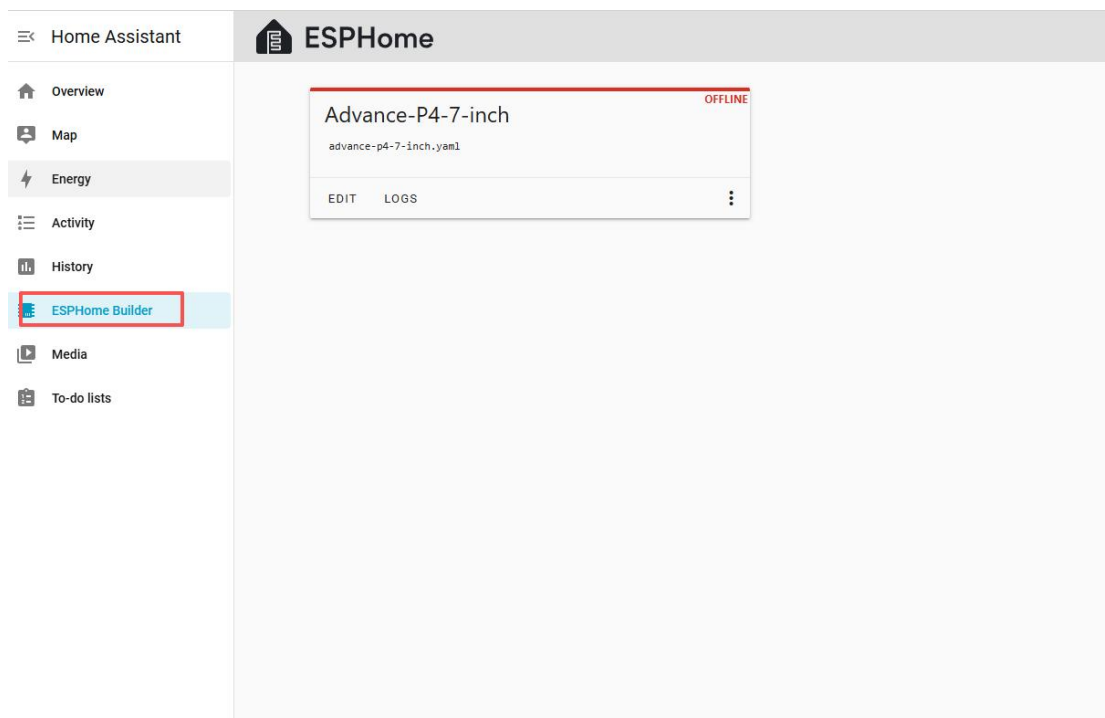 Home Assistant
ESPHome
Overview
Map
Energy
Activity
History
ESPHome Builder
Media
To-do lists
OFFLINE
Advance-P4-7-inch
advance-p4-7-inch.yaml
EDIT LOGS